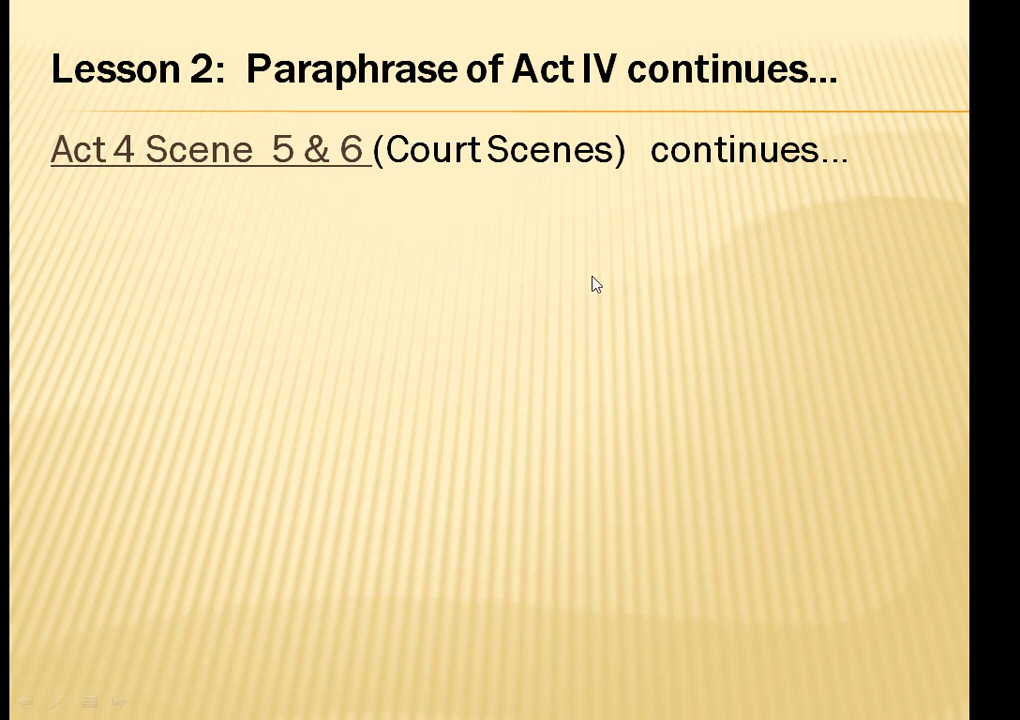 Lesson 2:  Paraphrase of Act IV continues...
Act 4 Scene  5 & 6 (Court Scenes)  continues...